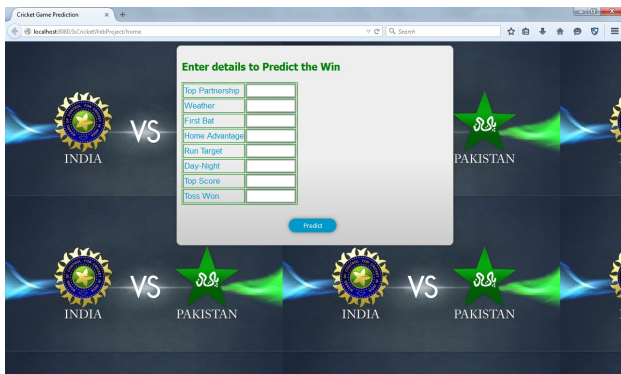 Cricket Game Prediction
localhost:8080/JsCricketWebProject/home
Search
Enter details to Predict the Win
Top Partnership
Weather
First Bat
Home Advantage
Run Target
Day-Night
Top Score
Toss Won
Predict
VS
INDIA
PAKISTAN
VS
VS
INDIA
PAKISTAN
INDIA
PAKISTAN